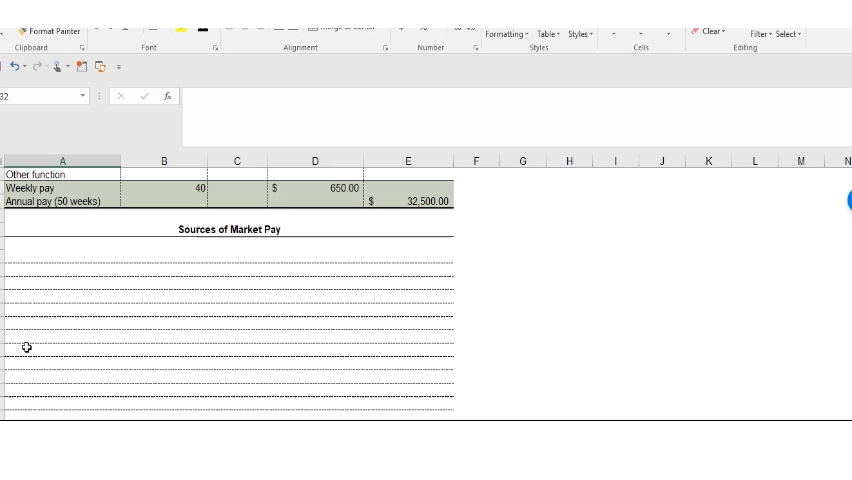 Format Painter
Formatting Table Styles Clear Filter Select
Clipboard Font Alignment Number Styles Cells Editing
32 fx
A B C D E F G H I J K L M N
Other function
Weekly pay 40 $ 650.00
Annual pay (50 weeks) $ 32,500.00
Sources of Market Pay